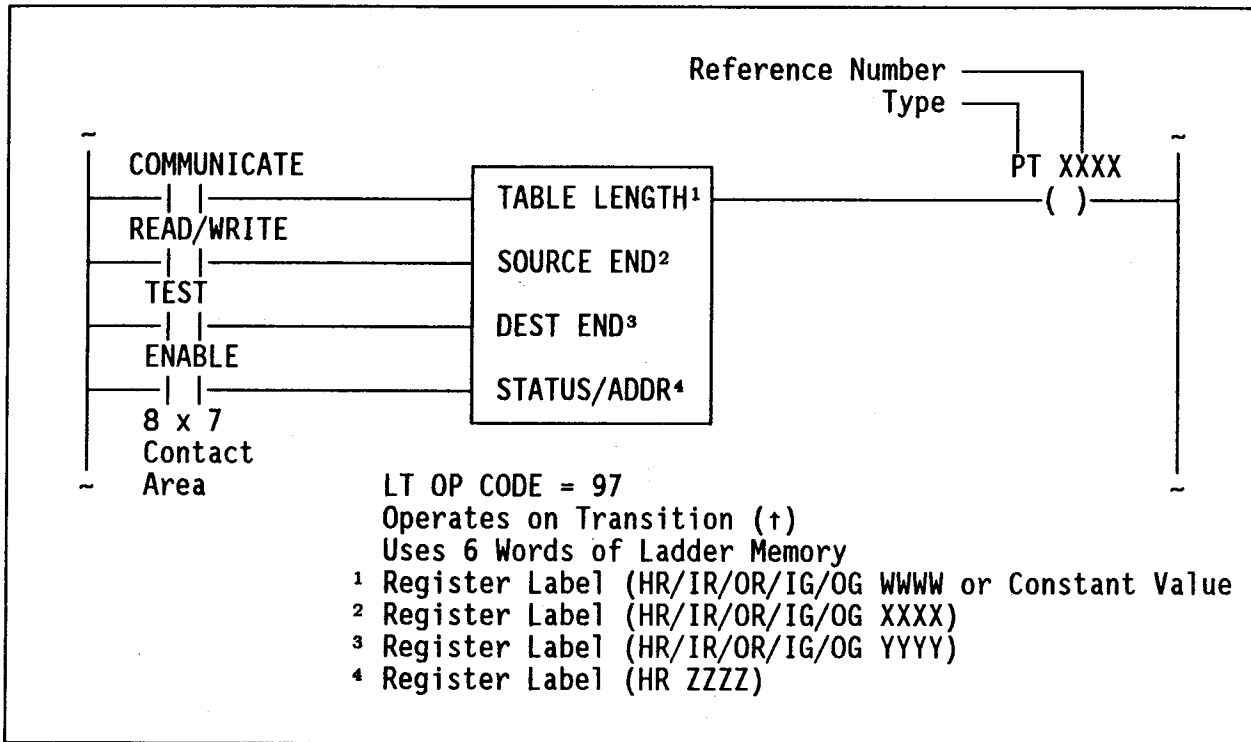 Reference Number
Type
~ ~
PT XXXX
( )
COMMUNICATE
TABLE LENGTH¹
READ/WRITE
SOURCE END²
TEST
DEST END³
ENABLE
STATUS/ADDR⁴
8 x 7
Contact
Area
~ ~
LT OP CODE = 97
Operates on Transition (↑)
Uses 6 Words of Ladder Memory
¹ Register Label (HR/IR/OR/IG/OG WWWW or Constant Value
² Register Label (HR/IR/OR/IG/OG XXXX)
³ Register Label (HR/IR/OR/IG/OG YYYY)
⁴ Register Label (HR ZZZZ)